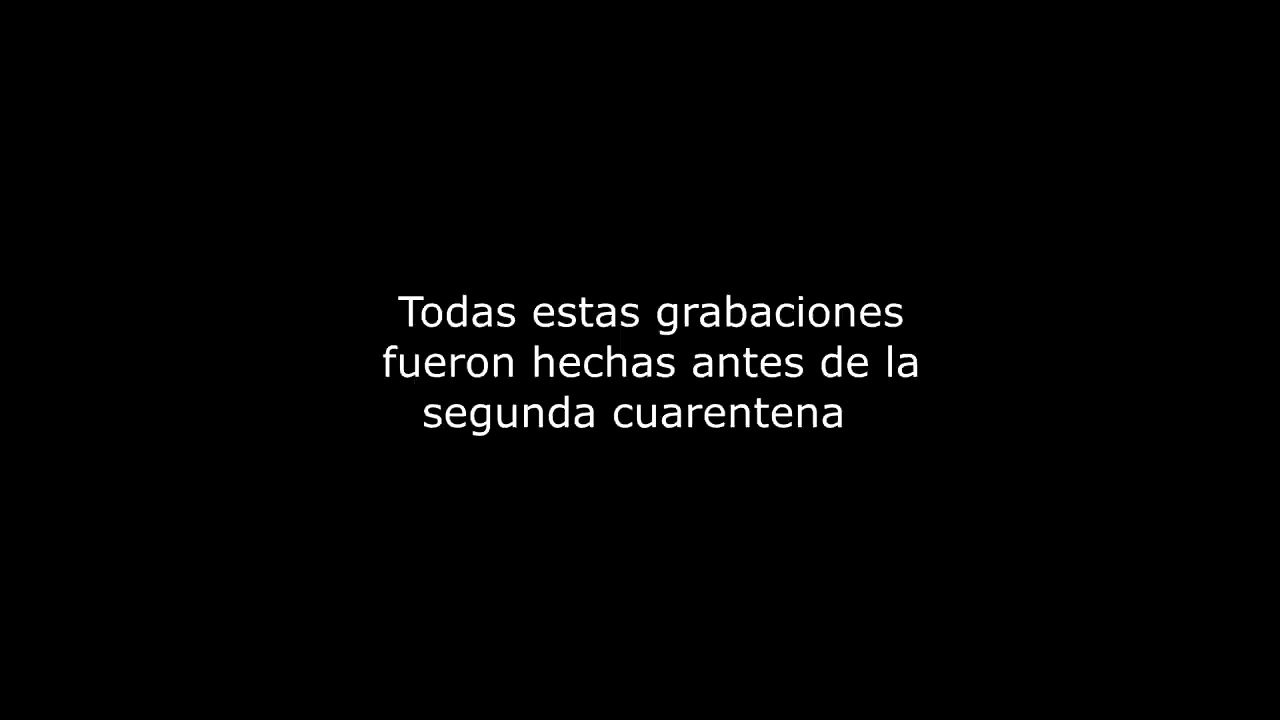 Todas estas grabaciones
fueron hechas antes de la
segunda cuarentena